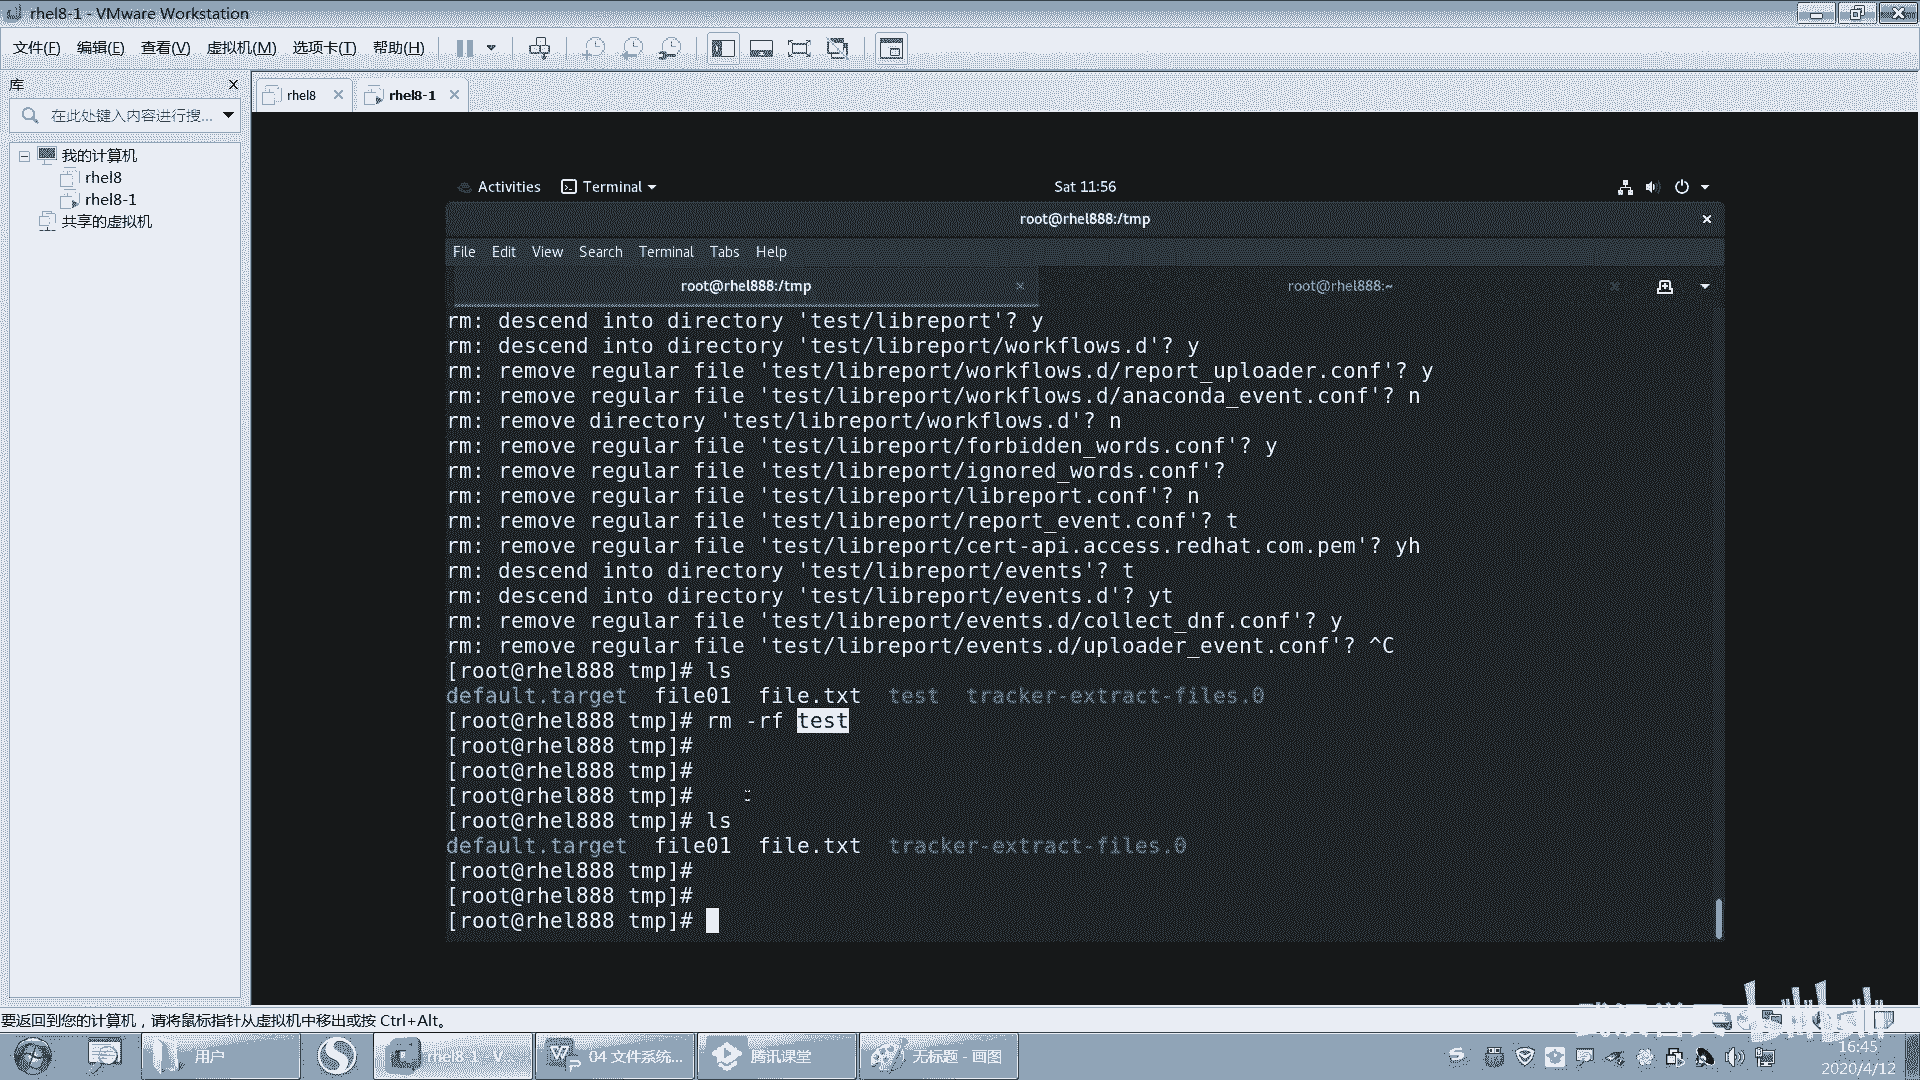 rhel8-1 - VMware Workstation
文件(F) 编辑(E) 查看(V) 虚拟机(M) 选项卡(T) 帮助(H)
库
在此处键入内容进行搜...
我的计算机
rhel8
rhel8-1
共享的虚拟机
rhel8 rhel8-1
Activities Terminal Sat 11:56
root@rhel888:/tmp
File Edit View Search Terminal Tabs Help
root@rhel888:/tmp root@rhel888:~
rm: descend into directory 'test/libreport'? y
rm: descend into directory 'test/libreport/workflows.d'? y
rm: remove regular file 'test/libreport/workflows.d/report_uploader.conf'? y
rm: remove regular file 'test/libreport/workflows.d/anaconda_event.conf'? n
rm: remove directory 'test/libreport/workflows.d'? n
rm: remove regular file 'test/libreport/forbidden_words.conf'? y
rm: remove regular file 'test/libreport/ignored_words.conf'?
rm: remove regular file 'test/libreport/libreport.conf'? n
rm: remove regular file 'test/libreport/report_event.conf'? t
rm: remove regular file 'test/libreport/cert-api.access.redhat.com.pem'? yh
rm: descend into directory 'test/libreport/events'? t
rm: descend into directory 'test/libreport/events.d'? yt
rm: remove regular file 'test/libreport/events.d/collect_dnf.conf'? y
rm: remove regular file 'test/libreport/events.d/uploader_event.conf'? ^C
[root@rhel888 tmp]# ls
default.target file01 file.txt test tracker-extract-files.0
[root@rhel888 tmp]# rm -rf test
[root@rhel888 tmp]#
[root@rhel888 tmp]#
[root@rhel888 tmp]#
[root@rhel888 tmp]# ls
default.target file01 file.txt tracker-extract-files.0
[root@rhel888 tmp]#
[root@rhel888 tmp]#
[root@rhel888 tmp]#
要返回到您的计算机，请将鼠标指针从虚拟机中移出或按 Ctrl+Alt。
bilibili
用户 rhel8-1 - V... 04 文件系统... 腾讯课堂 无标题 - 画图
16:45
2020/4/12